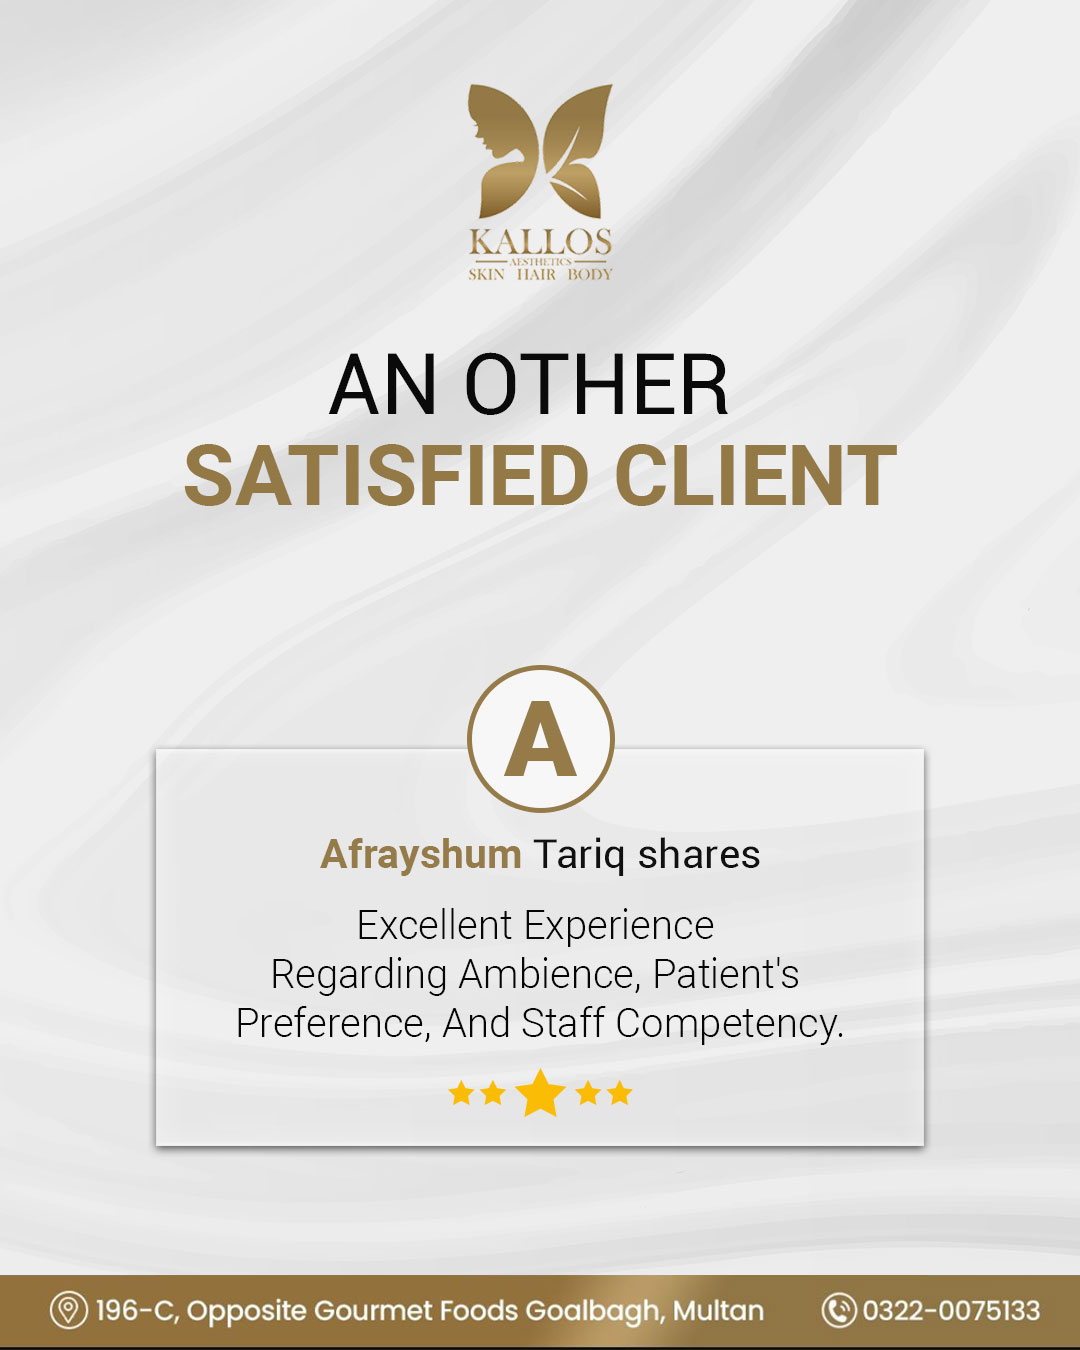 KALLOS
AESTHETICS
SKIN HAIR BODY
AN OTHER
SATISFIED CLIENT
A
Afrayshum Tariq shares
Excellent Experience
Regarding Ambience, Patient's
Preference, And Staff Competency.
196-C, Opposite Gourmet Foods Goalbagh, Multan
0322-0075133